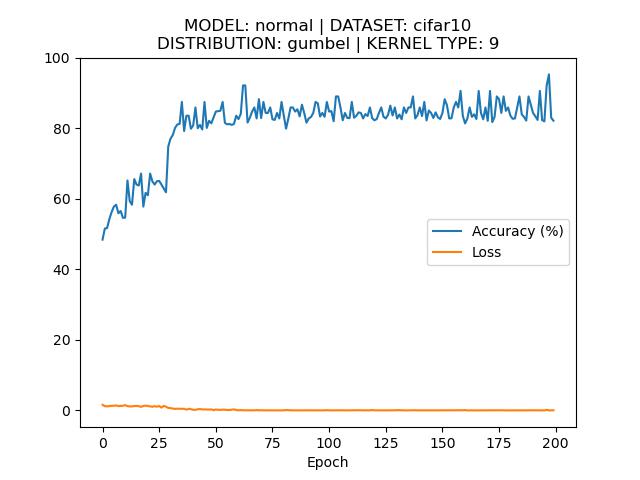 MODEL: normal | DATASET: cifar10
DISTRIBUTION: gumbel | KERNEL TYPE: 9
100
80
60
40
20
0
Accuracy (%)
Loss
0 25 50 75 100 125 150 175 200
Epoch